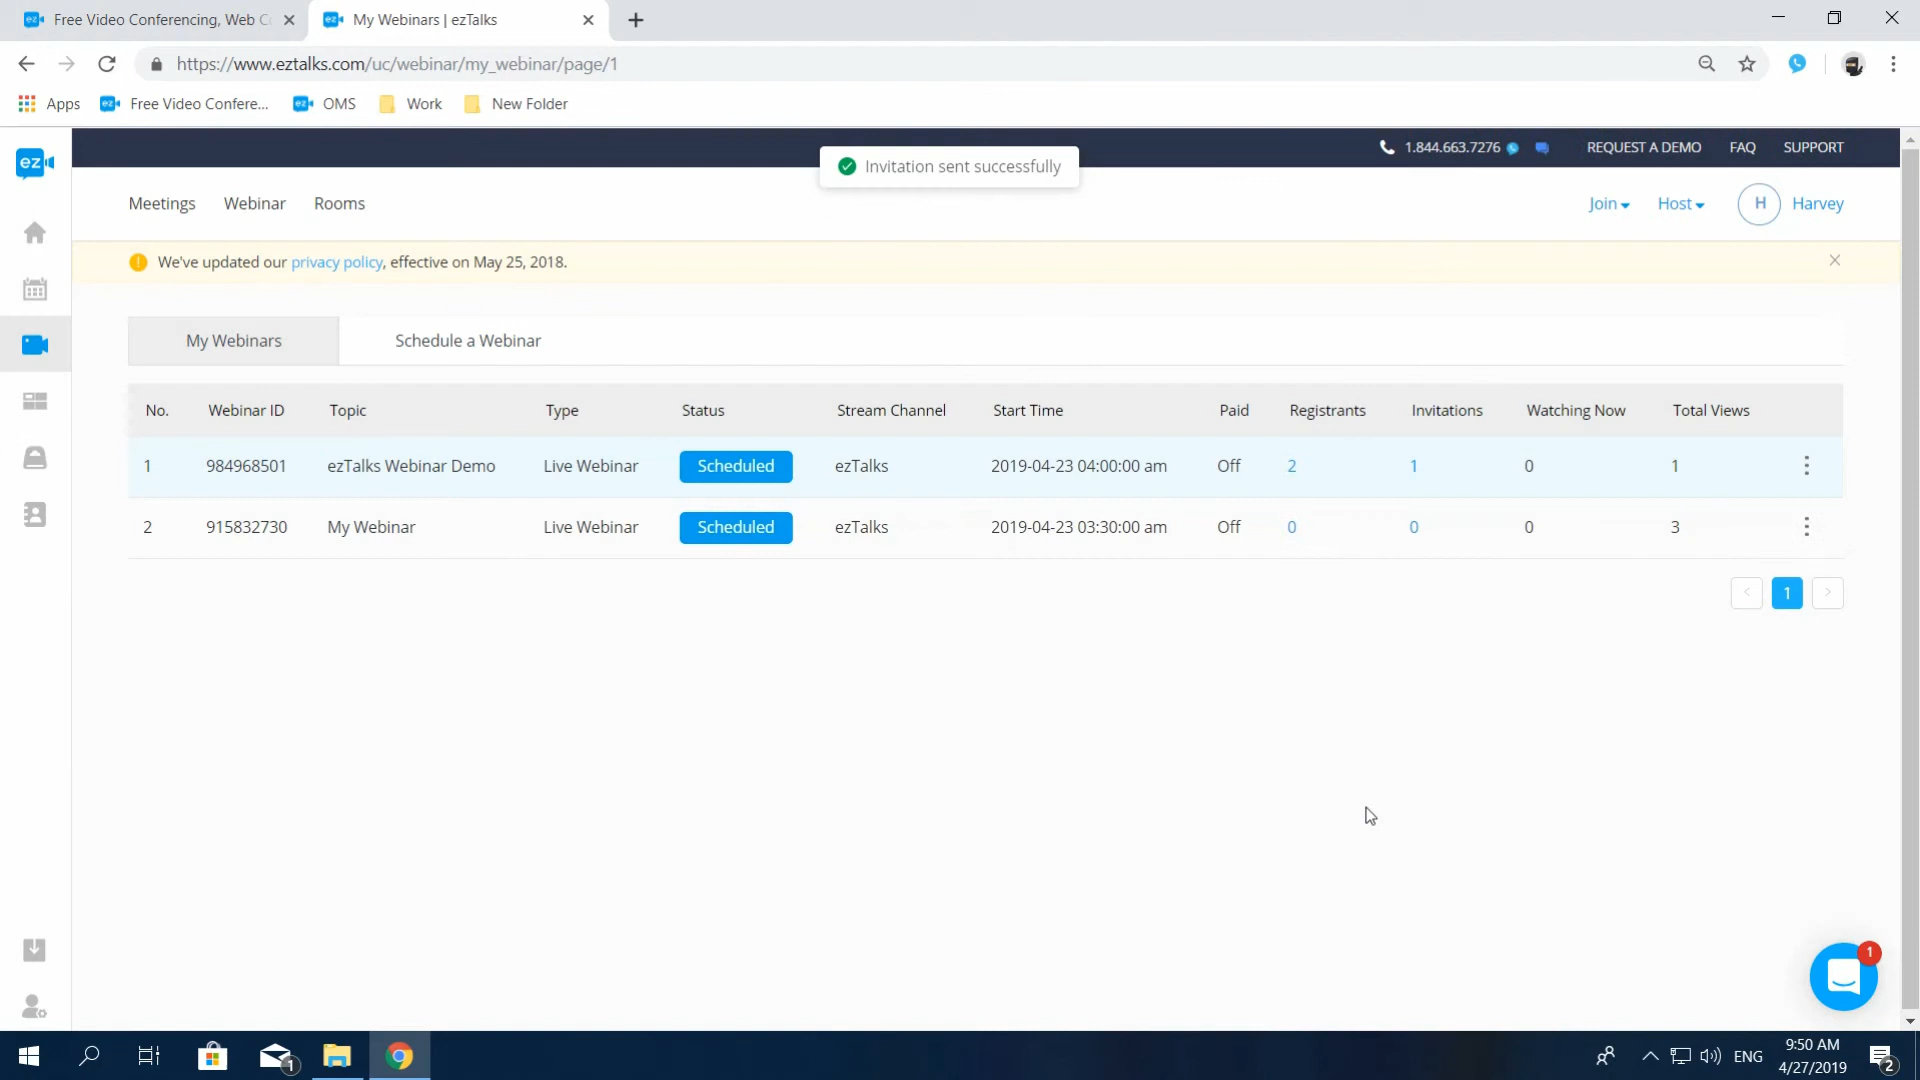 Free Video Conferencing, Web C
My Webinars | ezTalks
https://www.eztalks.com/uc/webinar/my_webinar/page/1
Apps
Free Video Confere...
OMS
Work
New Folder
ez
1.844.663.7276
REQUEST A DEMO
FAQ
SUPPORT
Invitation sent successfully
Meetings
Webinar
Rooms
Join
Host
H
Harvey
We've updated our privacy policy, effective on May 25, 2018.
My Webinars
Schedule a Webinar
No. Webinar ID Topic Type Status Stream Channel Start Time Paid Registrants Invitations Watching Now Total Views
1 984968501 ezTalks Webinar Demo Live Webinar Scheduled ezTalks 2019-04-23 04:00:00 am Off 2 1 0 1
2 915832730 My Webinar Live Webinar Scheduled ezTalks 2019-04-23 03:30:00 am Off 0 0 0 3
< 1 >
1
1
ENG
9:50 AM
4/27/2019
2